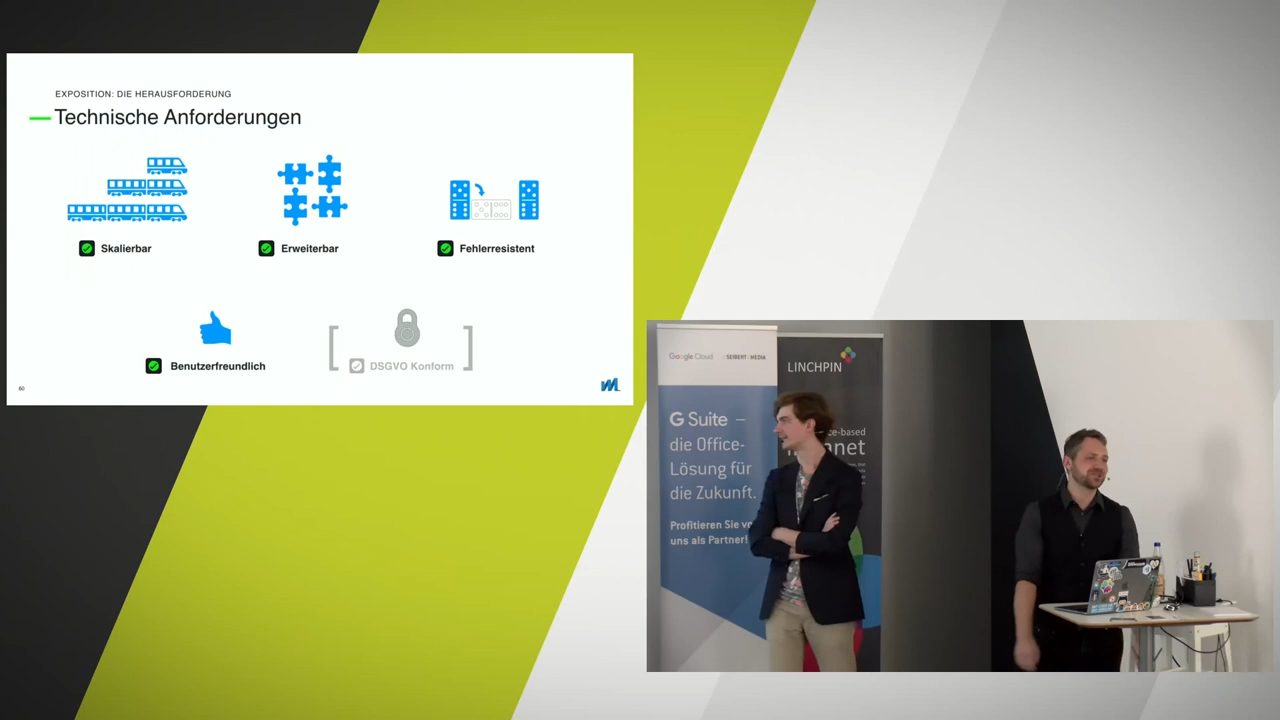 EXPOSITION: DIE HERAUSFORDERUNG
Technische Anforderungen
Skalierbar
Erweiterbar
Fehlerresistent
Benutzerfreundlich
DSGVO Konform
60
Google Cloud
SEIBERT MEDIA
G Suite –
die Office-
Lösung für
die Zukunft.
Profitieren Sie
uns als Partner!
LINCHPIN